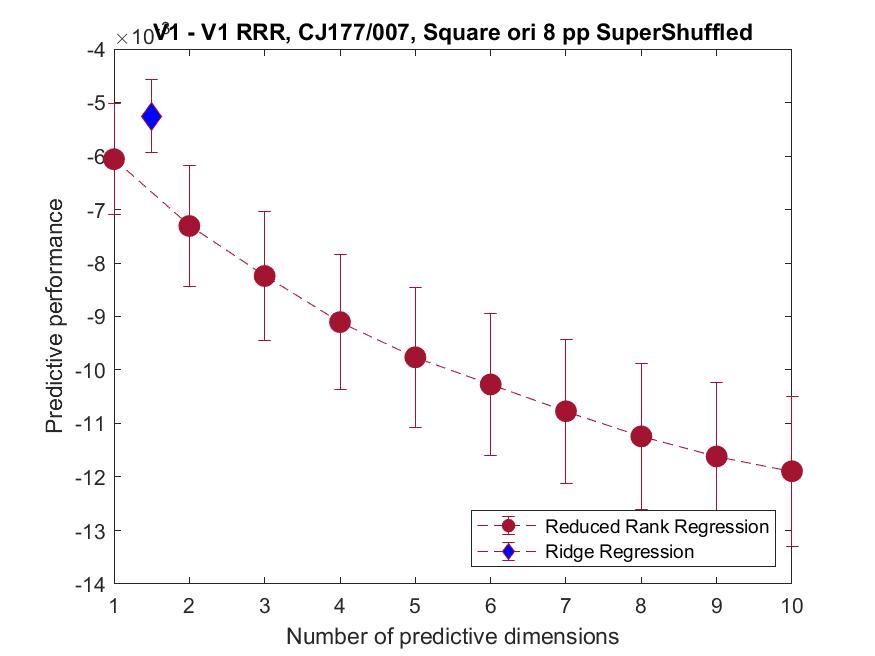 V1 - V1 RRR, CJ177/007, Square ori 8 pp SuperShuffled
×10
-4
-5
-6
-7
-8
-9
-10
-11
-12
-13
-14
Predictive performance
Reduced Rank Regression
Ridge Regression
1 2 3 4 5 6 7 8 9 10
Number of predictive dimensions